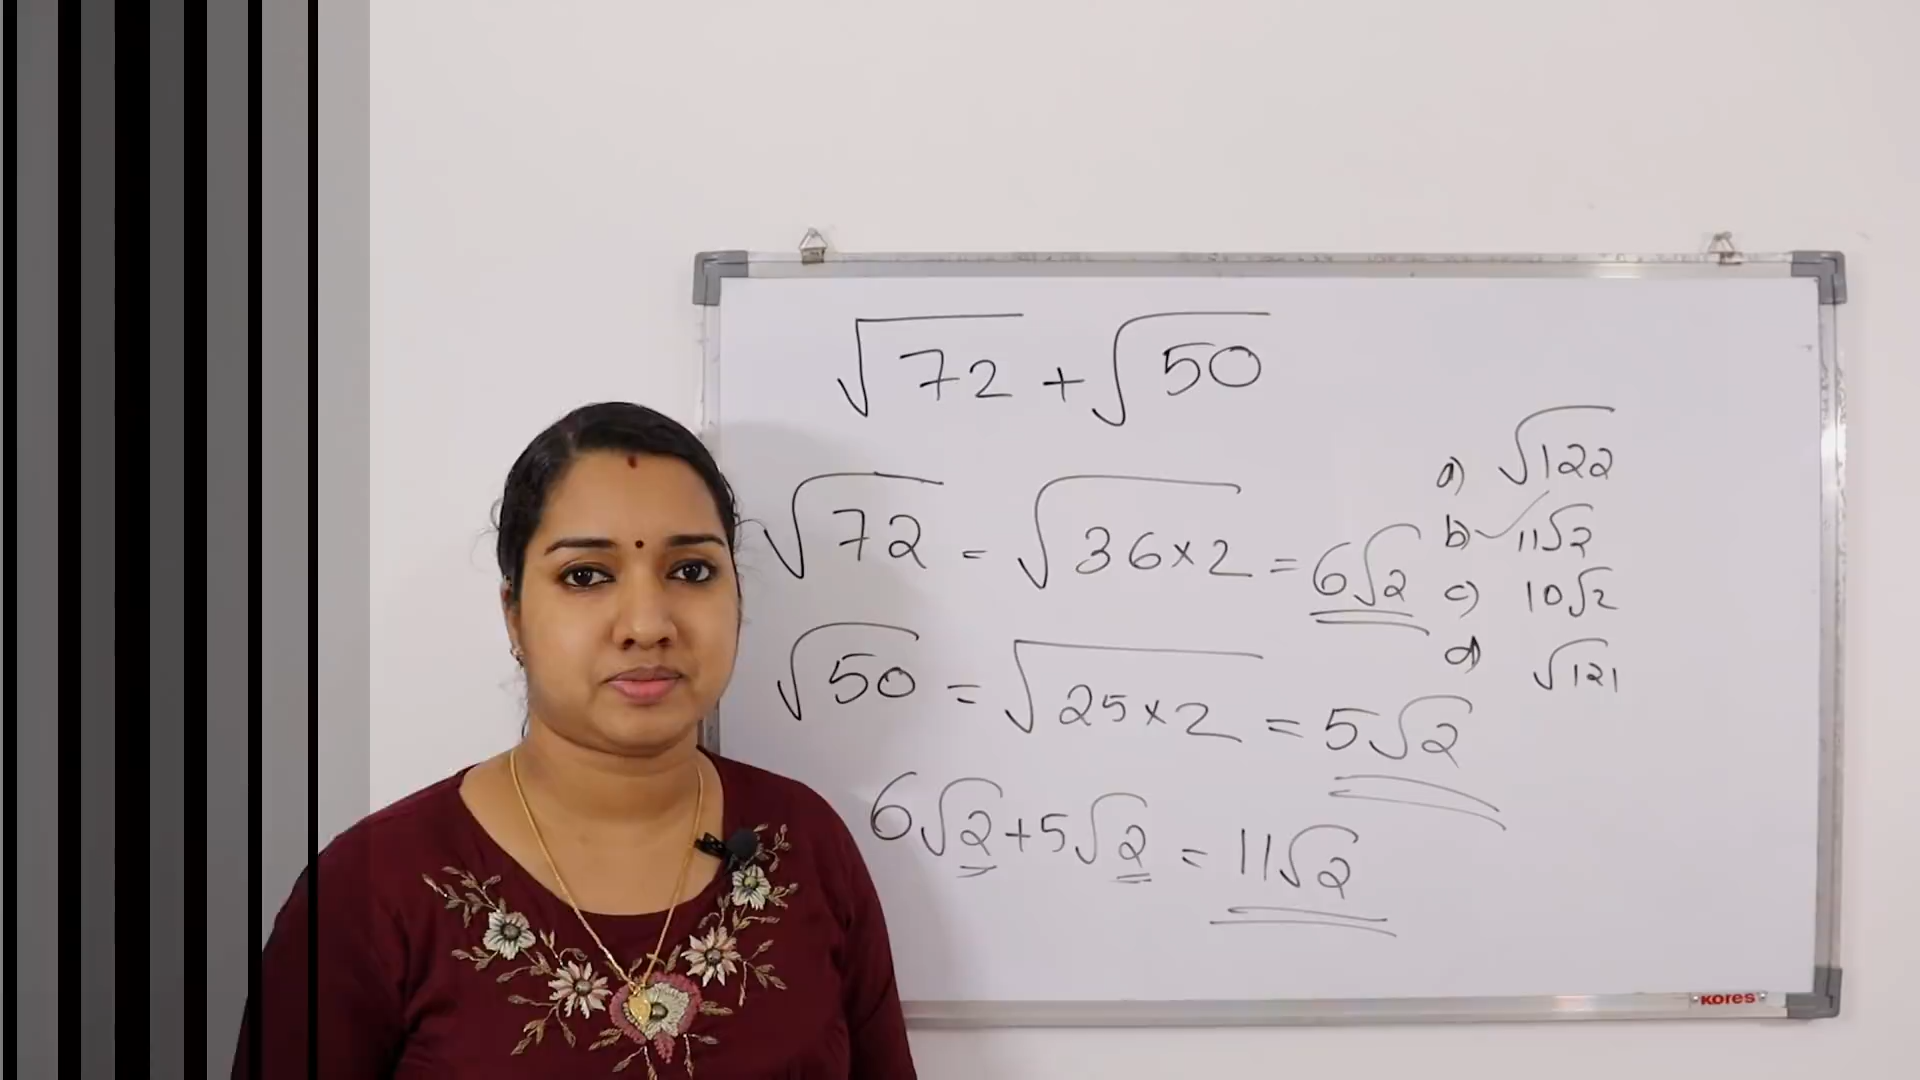 √72 + √50
√72 = √36×2 = 6√2
√50 = √25×2 = 5√2
6√2 + 5√2 = 11√2
a) √122
b) 11√2
c) 10√2
d) √121
KORES